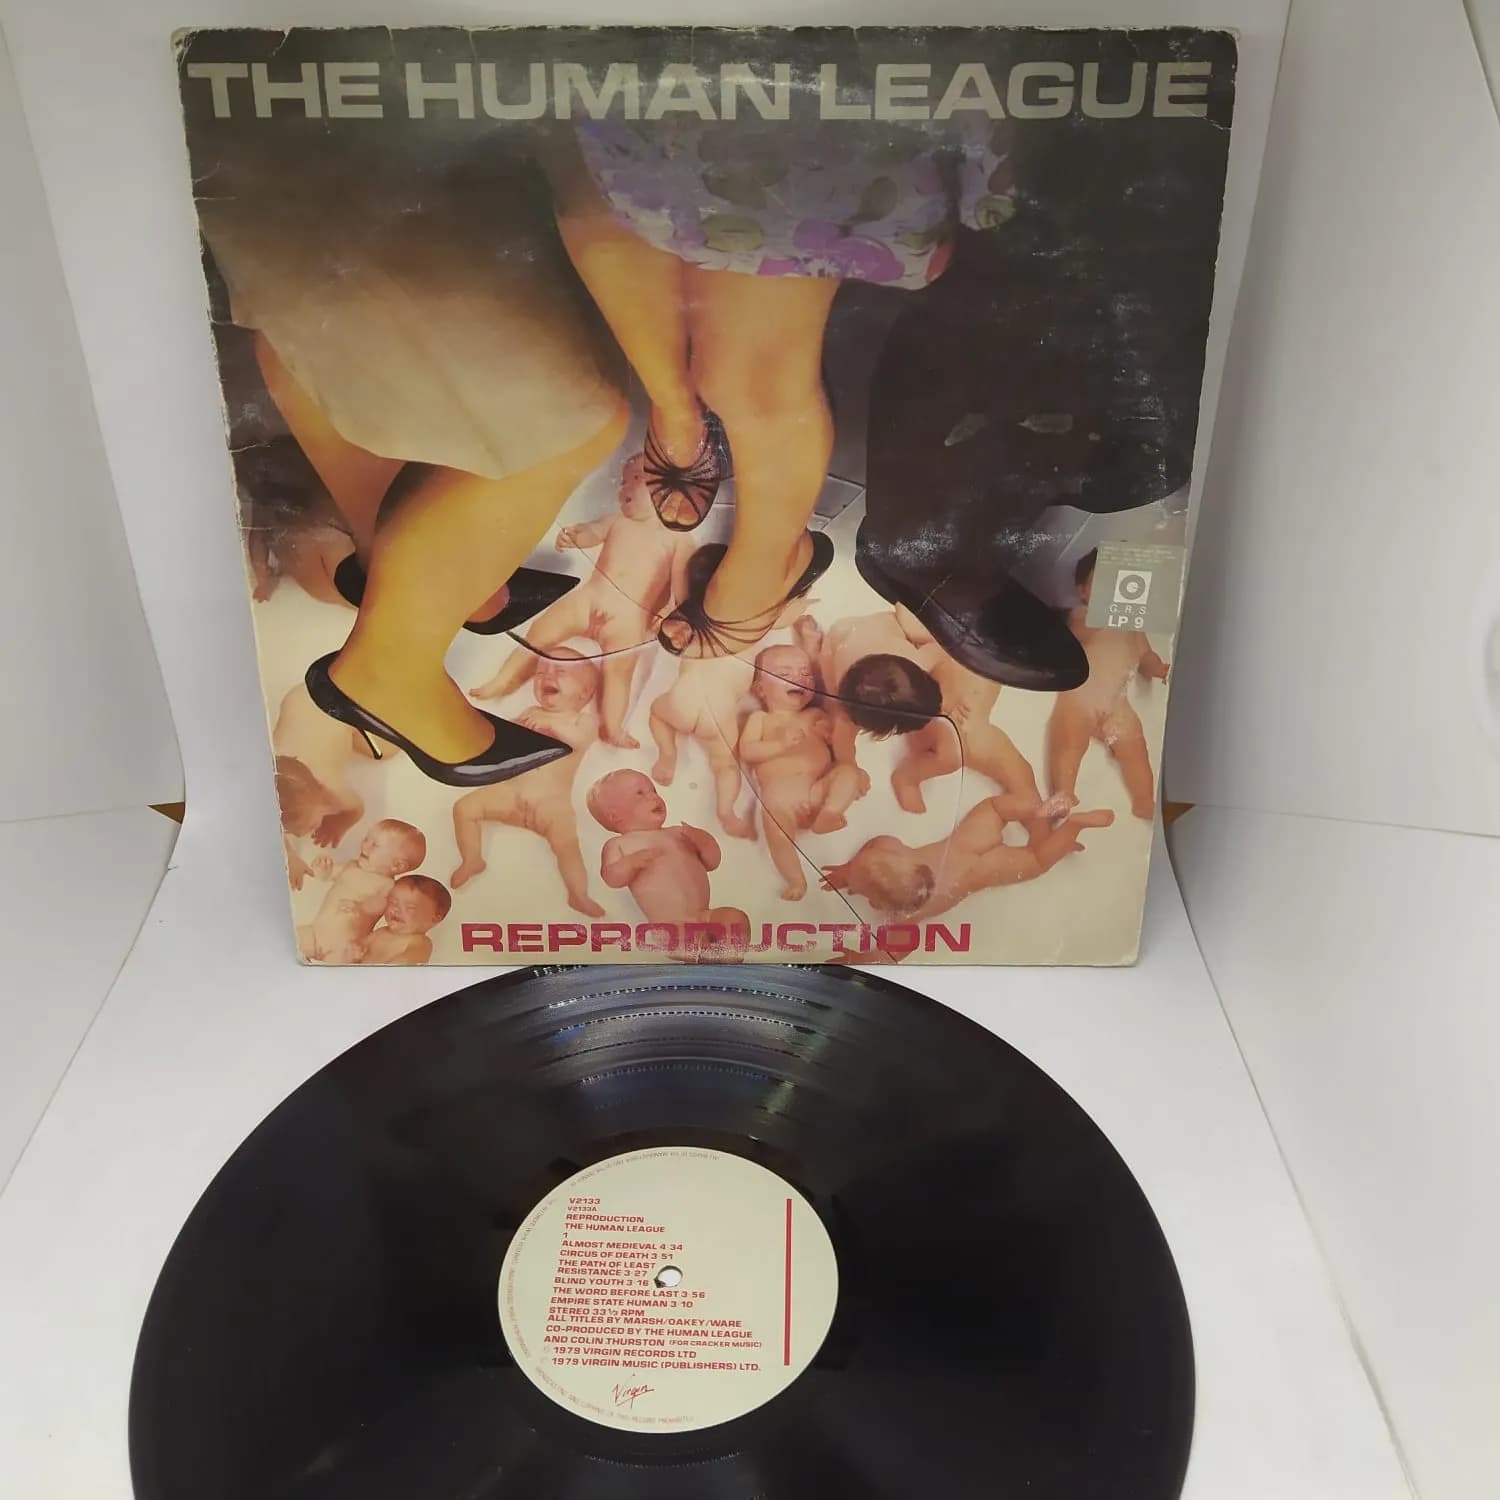 THE HUMAN LEAGUE
G. R. S.
LP 9
REPRODUCTION
V2133
V2133A
REPRODUCTION
THE HUMAN LEAGUE
1
ALMOST MEDIEVAL 4·34
CIRCUS OF DEATH 3·51
THE PATH OF LEAST
RESISTANCE 3·27
BLIND YOUTH 3·16
THE WORD BEFORE LAST 3·56
EMPIRE STATE HUMAN 3·10
STEREO 33⅓ RPM
ALL TITLES BY MARSH/OAKEY/WARE
CO-PRODUCED BY THE HUMAN LEAGUE
AND COLIN THURSTON (FOR CRACKER MUSIC)
℗ 1979 VIRGIN RECORDS LTD
© 1979 VIRGIN MUSIC (PUBLISHERS) LTD.
Virgin